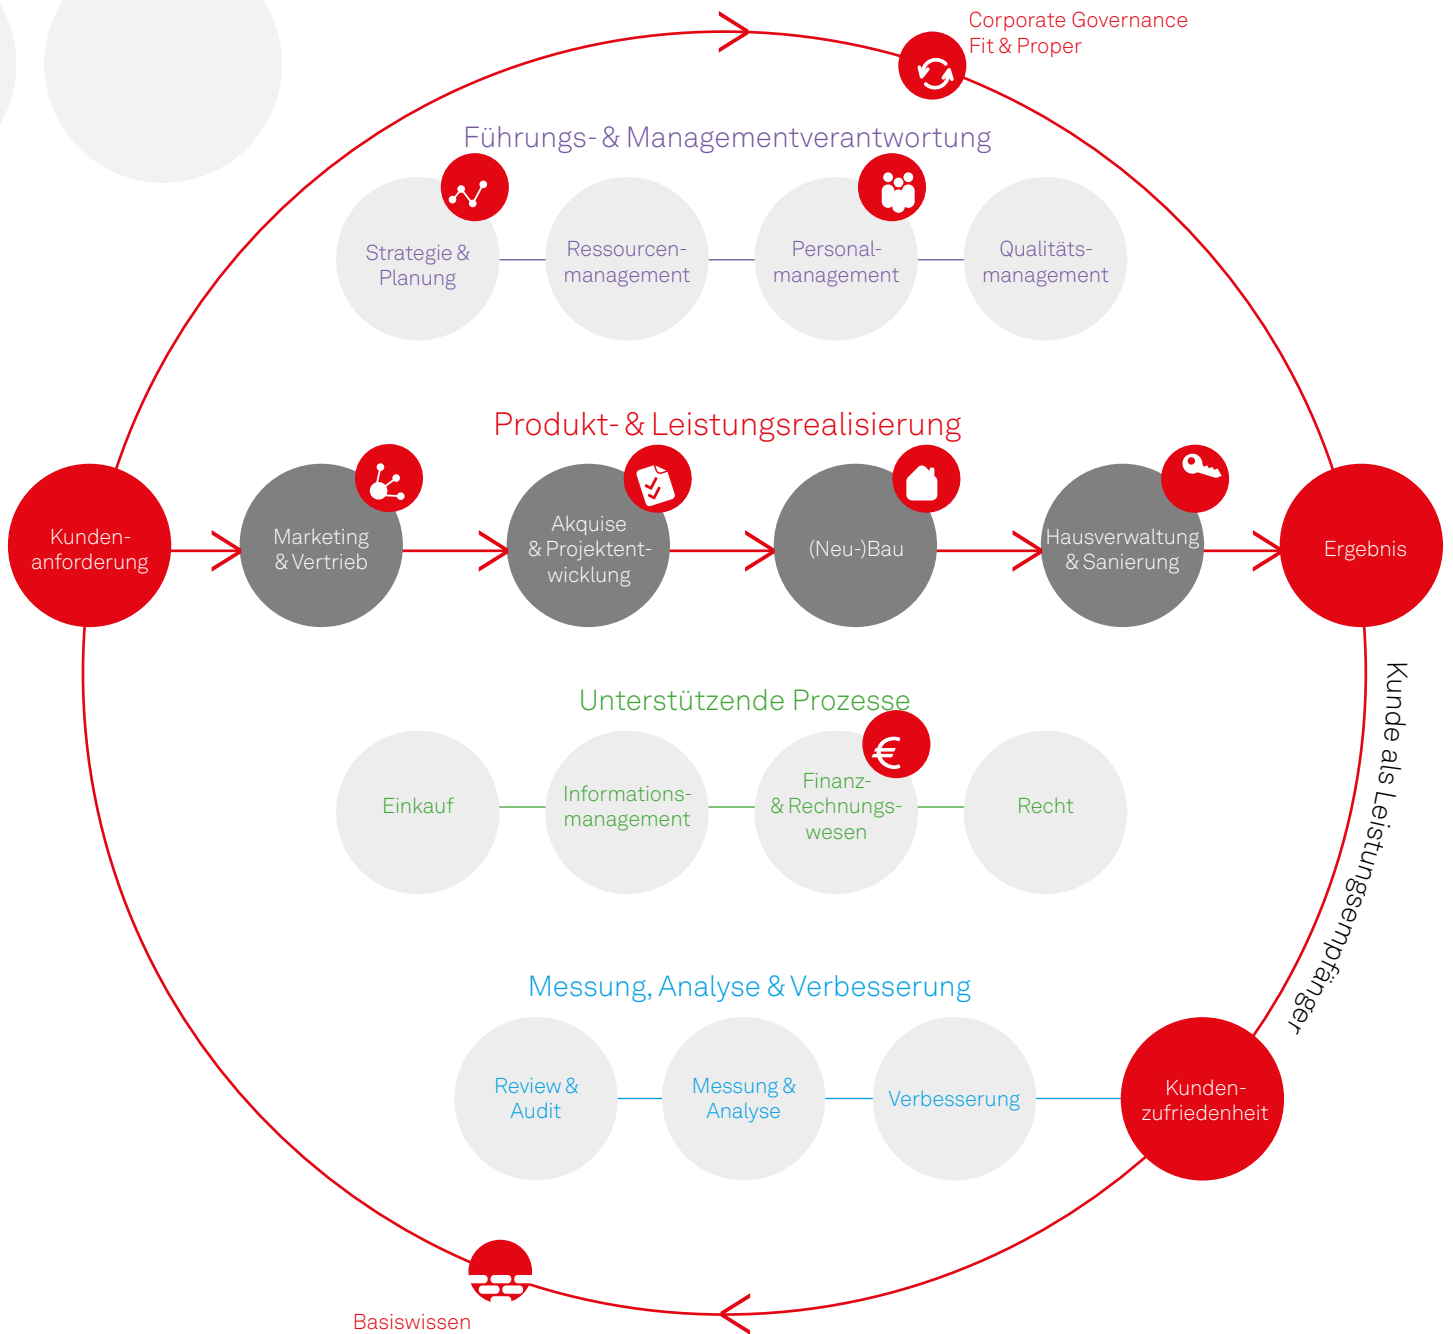 Corporate Governance
Fit & Proper
Führungs- & Managementverantwortung
Strategie &
Planung
Ressourcen-
management
Personal-
management
Qualitäts-
management
Produkt- & Leistungsrealisierung
Kunden-
anforderung
Marketing
& Vertrieb
Akquise
& Projektent-
wicklung
(Neu-)Bau
Hausverwaltung
& Sanierung
Ergebnis
Kunde als Leistungsempfänger
Unterstützende Prozesse
Einkauf
Informations-
management
€
Finanz-
& Rechnungs-
wesen
Recht
Messung, Analyse & Verbesserung
Review &
Audit
Messung &
Analyse
Verbesserung
Kunden-
zufriedenheit
Basiswissen